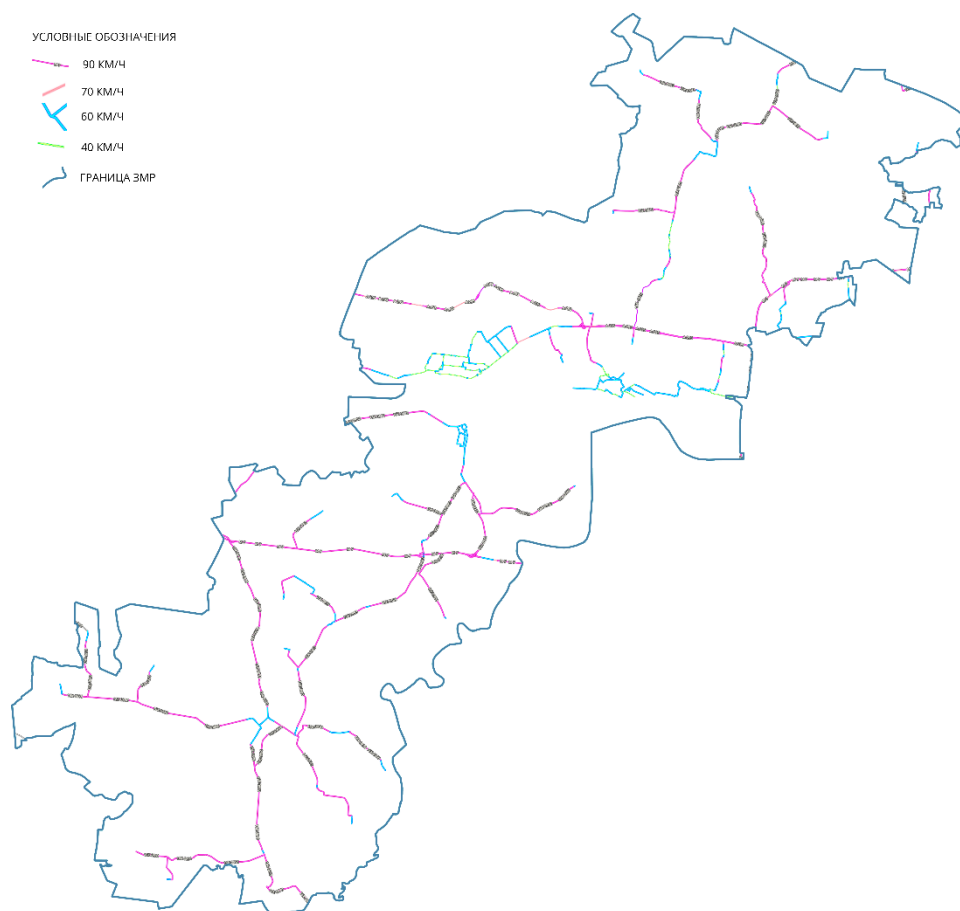 УСЛОВНЫЕ ОБОЗНАЧЕНИЯ
90 КМ/Ч
70 КМ/Ч
60 КМ/Ч
40 КМ/Ч
ГРАНИЦА ЗМР